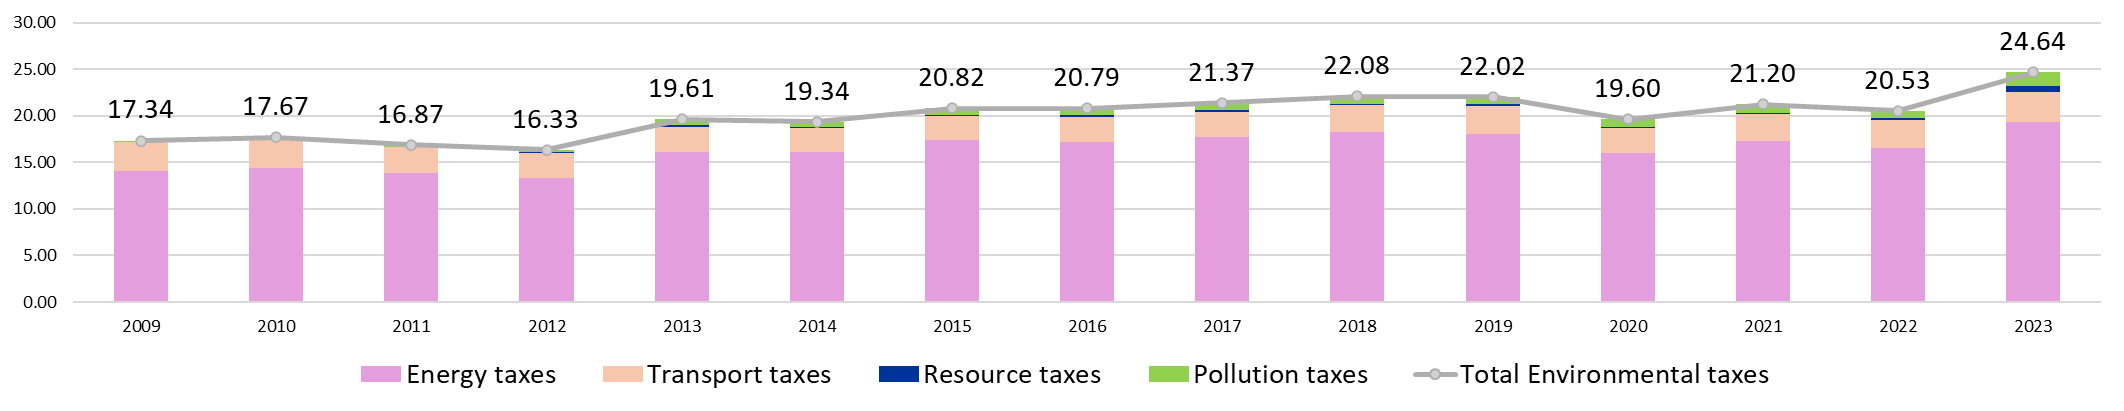 30.00
25.00
20.00
15.00
10.00
5.00
0.00
17.34 17.67 16.87 16.33 19.61 19.34 20.82 20.79 21.37 22.08 22.02 19.60 21.20 20.53 24.64
2009 2010 2011 2012 2013 2014 2015 2016 2017 2018 2019 2020 2021 2022 2023
Energy taxes Transport taxes Resource taxes Pollution taxes Total Environmental taxes